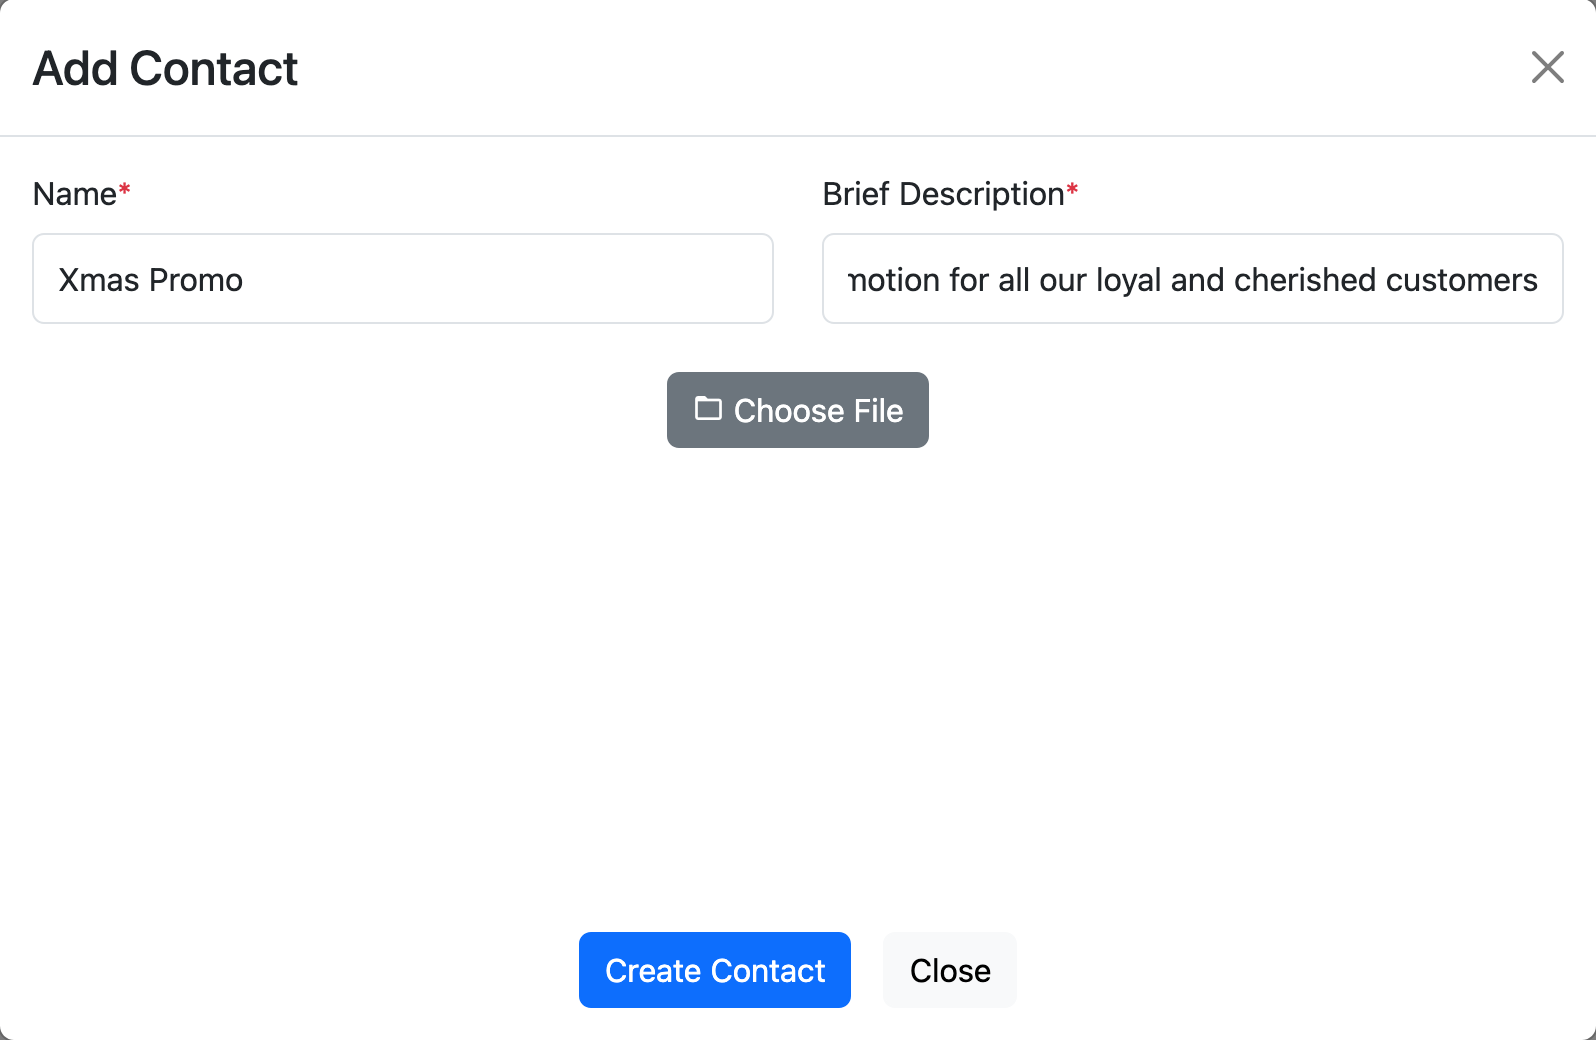 Add Contact
Name*
Brief Description*
Xmas Promo
for all our loyal and cherished customers
Choose File
Create Contact
Close